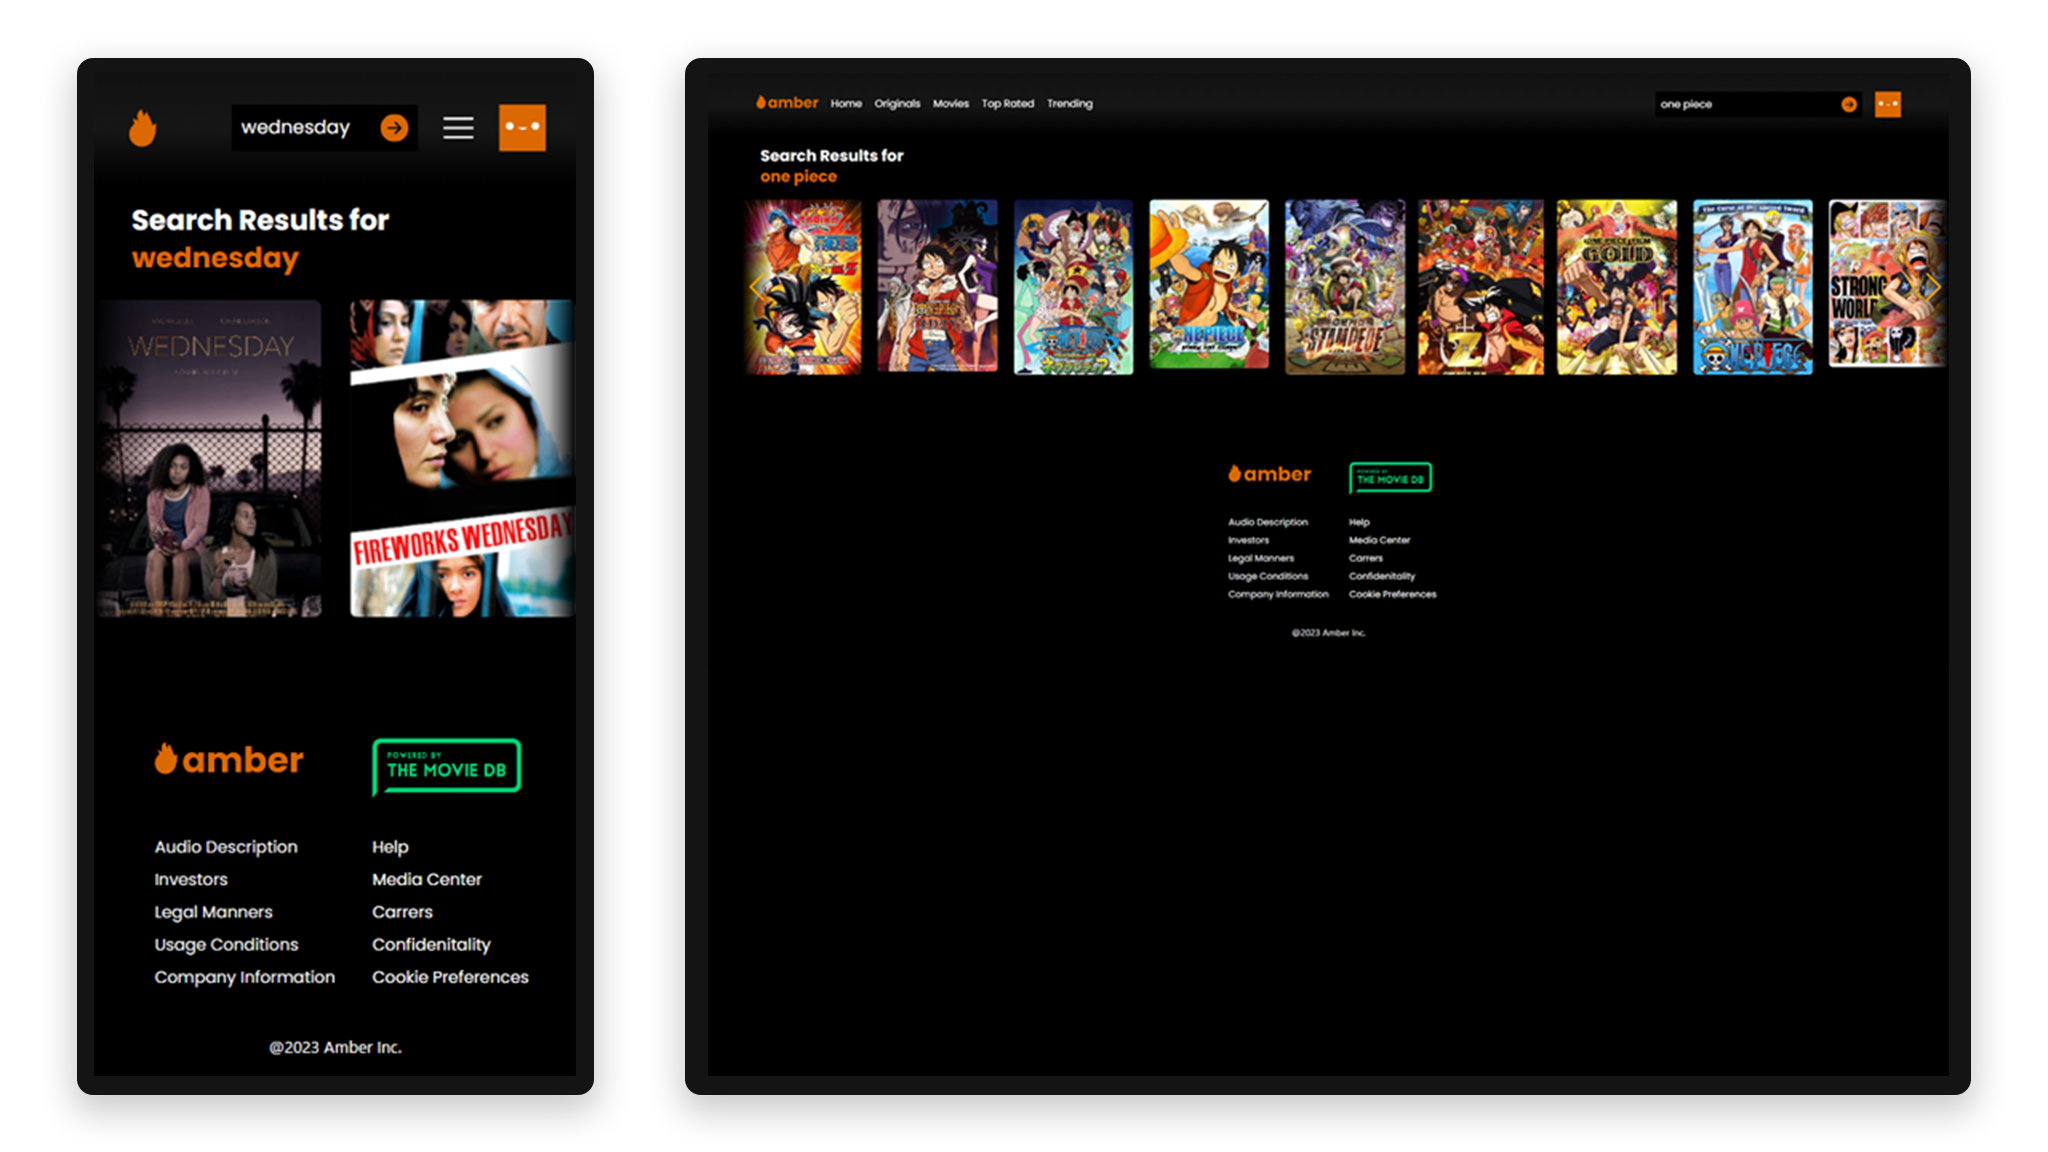 wednesday
Search Results for
wednesday
WEDNESDAY
FIREWORKS WEDNESDAY
amber
POWERED BY
THE MOVIE DB
Audio Description
Help
Investors
Media Center
Legal Manners
Carrers
Usage Conditions
Confidenitality
Company Information
Cookie Preferences
@2023 Amber Inc.
amber Home Originals Movies Top Rated Trending
one piece
Search Results for
one piece
STAMPEDE
Z
GOLD
STRONG
WORLD
amber
POWERED BY
THE MOVIE DB
Audio Description
Help
Investors
Media Center
Legal Manners
Carrers
Usage Conditions
Confidenitality
Company Information
Cookie Preferences
@2023 Amber Inc.